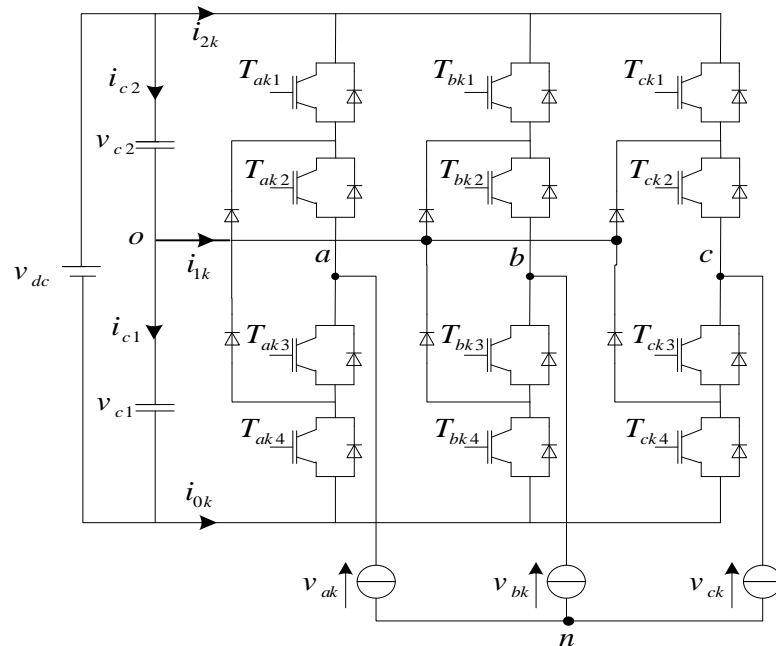 i2k
Tak1
Tbk1
Tck1
ic2
vc2
Tak2
Tbk2
Tck2
o
a
b
c
i1k
vdc
ic1
Tak3
Tbk3
Tck3
vc1
Tak4
Tbk4
Tck4
i0k
vak
vbk
vck
n